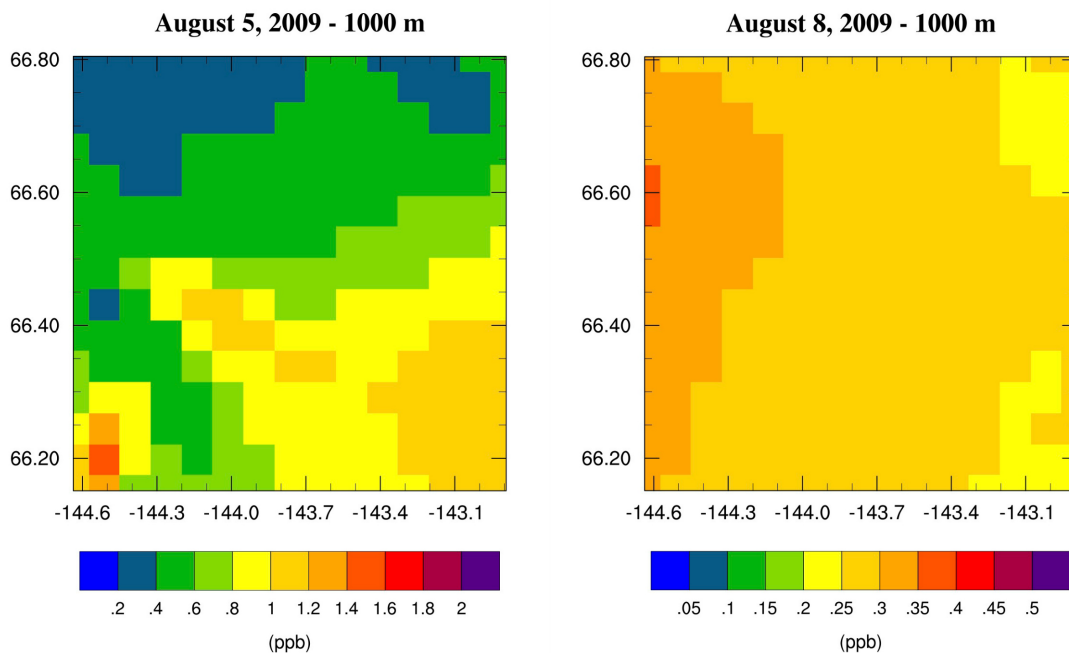 August 5, 2009 - 1000 m
66.80
66.60
66.40
66.20
-144.6 -144.3 -144.0 -143.7 -143.4 -143.1
.2 .4 .6 .8 1 1.2 1.4 1.6 1.8 2
(ppb)
August 8, 2009 - 1000 m
66.80
66.60
66.40
66.20
-144.6 -144.3 -144.0 -143.7 -143.4 -143.1
.05 .1 .15 .2 .25 .3 .35 .4 .45 .5
(ppb)